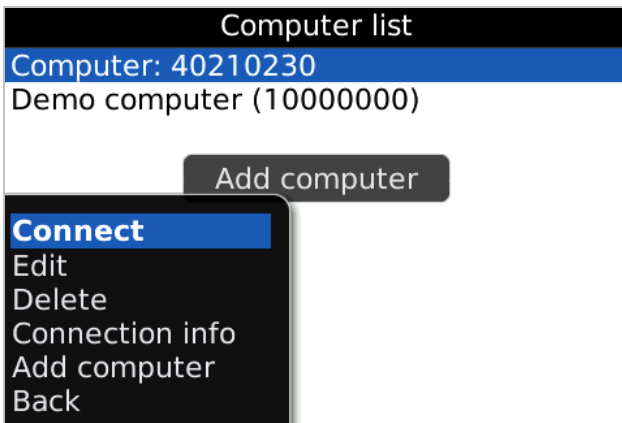 Computer list
Computer: 40210230
Demo computer (10000000)
Add computer
Connect
Edit
Delete
Connection info
Add computer
Back